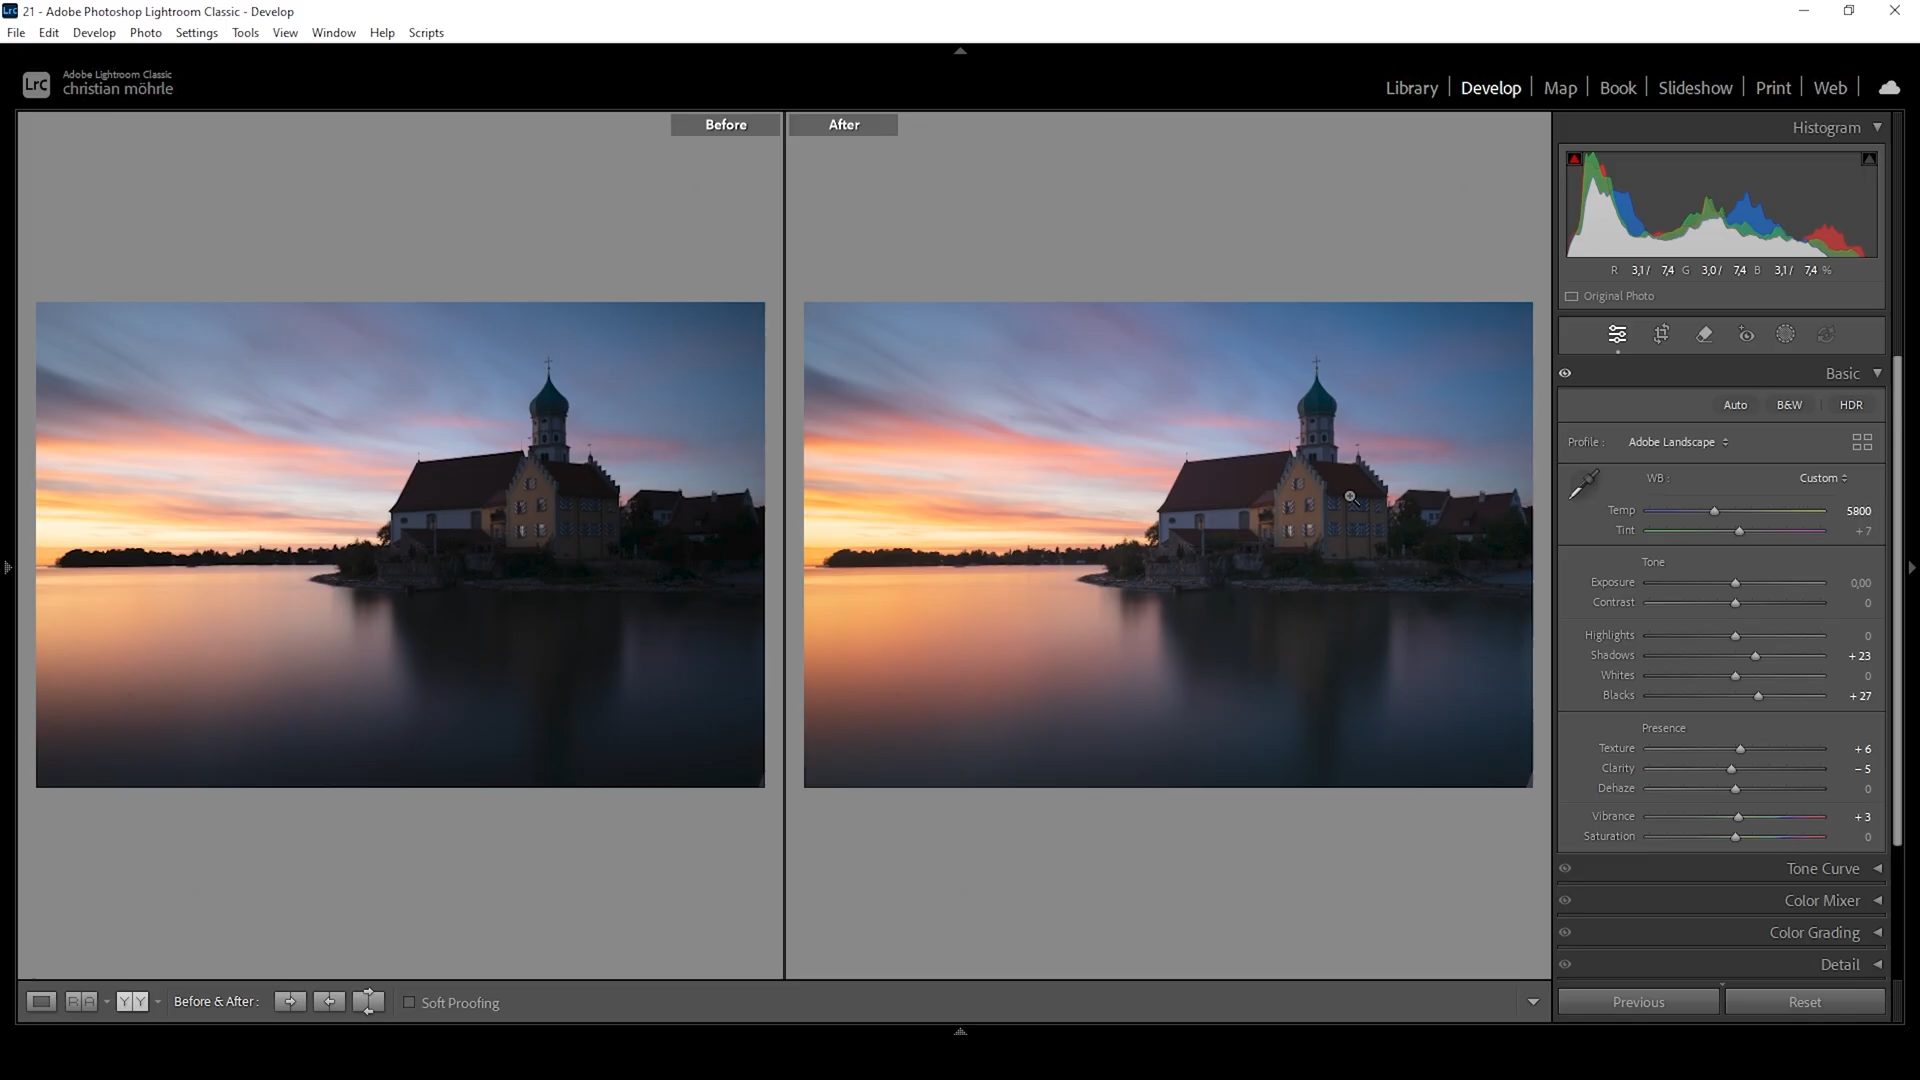 Lrc 21 - Adobe Photoshop Lightroom Classic - Develop
File Edit Develop Photo Settings Tools View Window Help Scripts
LrC Adobe Lightroom Classic
christian möhrle
Library Develop Map Book Slideshow Print Web
Before After
Histogram
R 3,1 / 7,4 G 3,0 / 7,4 B 3,1 / 7,4 %
Original Photo
Basic
Auto B&W HDR
Profile : Adobe Landscape
WB : Custom
Temp 5800
Tint + 7
Tone
Exposure 0,00
Contrast 0
Highlights 0
Shadows + 23
Whites 0
Blacks + 27
Presence
Texture + 6
Clarity − 5
Dehaze 0
Vibrance + 3
Saturation 0
Tone Curve
Color Mixer
Color Grading
Detail
R A Y Y Before & After : Soft Proofing
Previous Reset